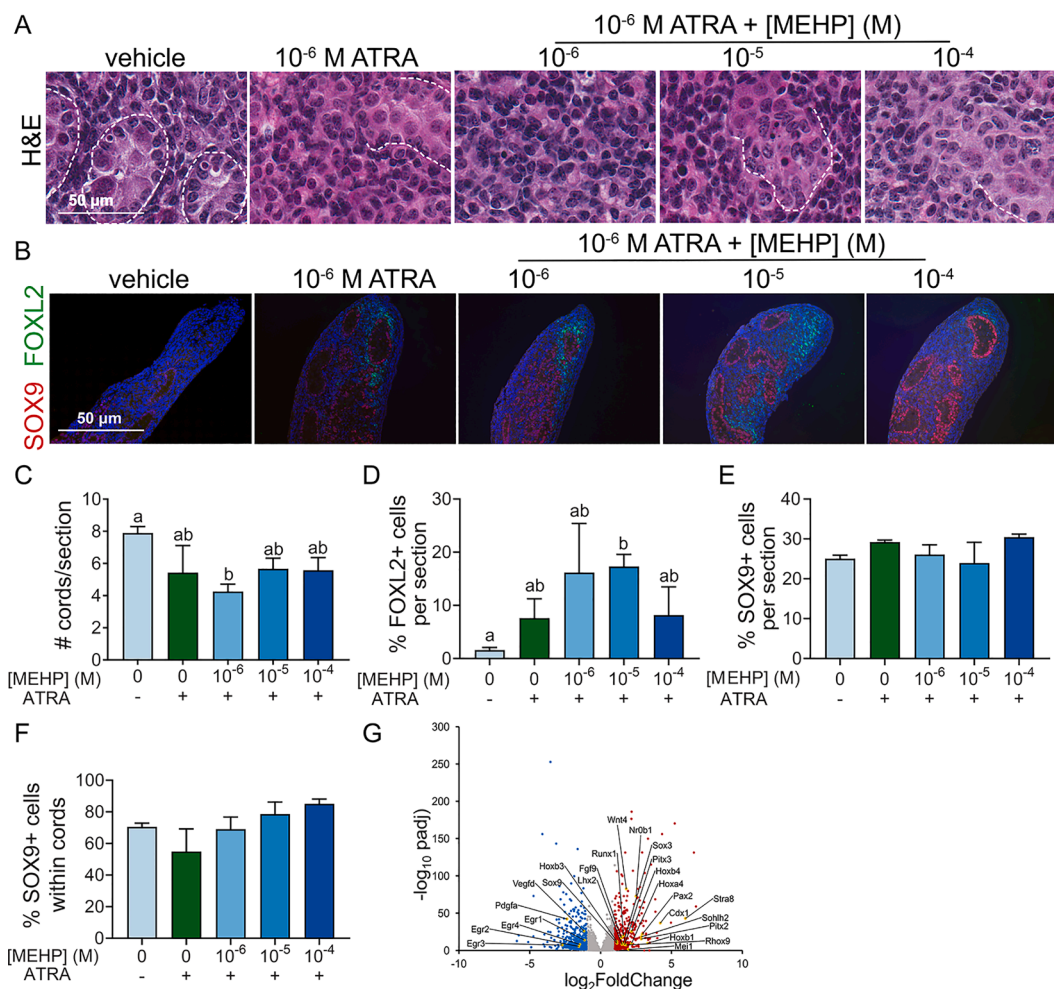 A
10⁻⁶ M ATRA + [MEHP] (M)
vehicle
10⁻⁶ M ATRA
10⁻⁶
10⁻⁵
10⁻⁴
H&E
50 µm
B
10⁻⁶ M ATRA + [MEHP] (M)
vehicle
10⁻⁶ M ATRA
10⁻⁶
10⁻⁵
10⁻⁴
SOX9 FOXL2
50 µm
C
# cords/section
10
8
6
4
2
0
a
ab
b
ab
ab
[MEHP] (M) 0 0 10⁻⁶ 10⁻⁵ 10⁻⁴
ATRA - + + + +
D
% FOXL2+ cells
per section
30
20
10
0
a
ab
ab
b
ab
[MEHP] (M) 0 0 10⁻⁶ 10⁻⁵ 10⁻⁴
ATRA - + + + +
E
% SOX9+ cells
per section
40
30
20
10
0
[MEHP] (M) 0 0 10⁻⁶ 10⁻⁵ 10⁻⁴
ATRA - + + + +
F
% SOX9+ cells
within cords
100
80
60
40
20
0
[MEHP] (M) 0 0 10⁻⁶ 10⁻⁵ 10⁻⁴
ATRA - + + + +
G
-log₁₀ padj)
300
250
200
150
100
50
0
Wnt4
Nr0b1
Sox3
Runx1
Pitx3
Hoxb3
Fgf9
Hoxb4
Sox9
Lhx2
Hoxa4
Vegfd
Pax2
Stra8
Pdgfa
Cdx1
Egr1
Sohlh2
Egr4
Pitx2
Egr2
Hoxb1
Egr3
Rhox9
Mei1
-10 -5 0 5 10
log₂FoldChange